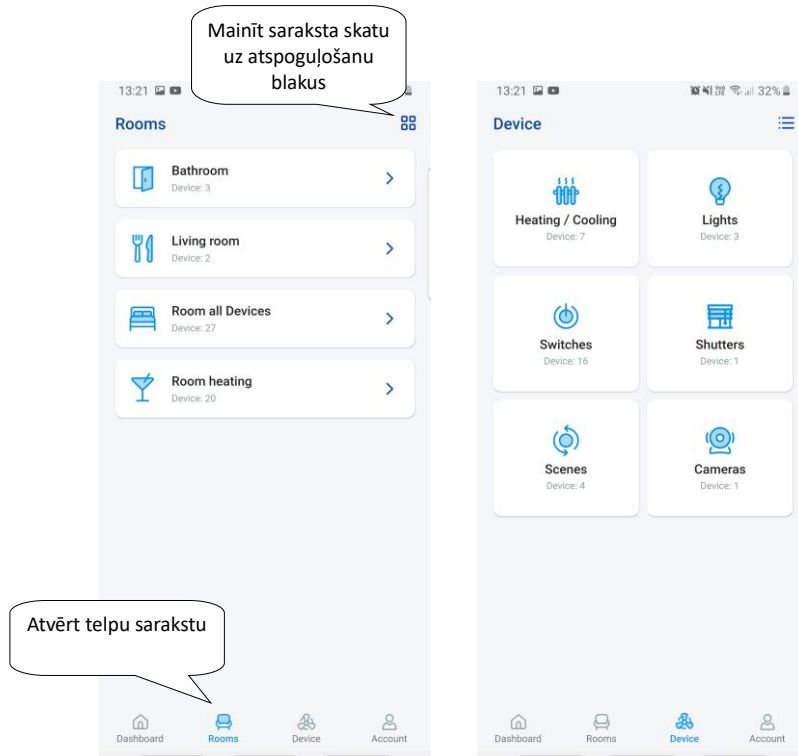 Mainīt saraksta skatu
uz atspoguļošanu
blakus
13:21
Rooms
Bathroom
Device: 3
Living room
Device: 2
Room all Devices
Device: 27
Room heating
Device: 20
Atvērt telpu sarakstu
Dashboard
Rooms
Device
Account
13:21
32%
Device
Heating / Cooling
Device: 7
Lights
Device: 3
Switches
Device: 16
Shutters
Device: 1
Scenes
Device: 4
Cameras
Device: 1
Dashboard
Rooms
Device
Account